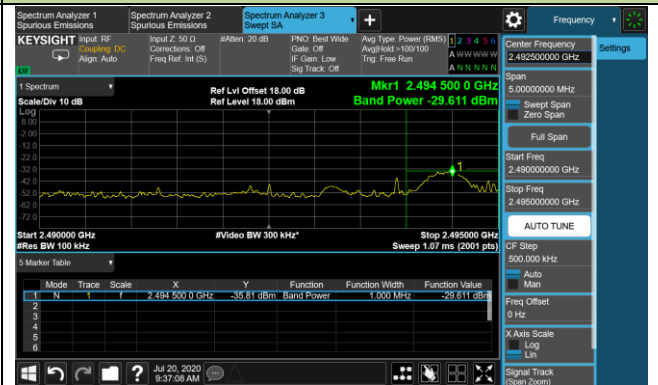 Spectrum Analyzer 1
Spurious Emissions
Spectrum Analyzer 2
Spurious Emissions
Spectrum Analyzer 3
Swept SA
+
Frequency
KEYSIGHT
Input: RF
Coupling: DC
Align: Auto
Input Z: 50 Ω
Corrections: Off
Freq Ref: Int (S)
#Atten: 20 dB
PNO: Best Wide
Gate: Off
IF Gain: Low
Sig Track: Off
Avg Type: Power (RMS)
Avg|Hold:>100/100
Trig: Free Run
1 2 3 4 5 6
A W W W W W
A N N N N N
LXI
1 Spectrum
Scale/Div 10 dB
Log
Ref Lvl Offset 18.00 dB
Ref Level 18.00 dBm
Mkr1 2.494 500 0 GHz
Band Power -29.611 dBm
8.00
-2.00
-12.0
-22.0
-32.0
-42.0
-52.0
-62.0
-72.0
1
Start 2.490000 GHz
#Video BW 300 kHz*
Stop 2.495000 GHz
#Res BW 100 kHz
Sweep 1.07 ms (2001 pts)
5 Marker Table
Mode Trace Scale X Y Function Function Width Function Value
1 N 1 f 2.494 500 0 GHz -35.81 dBm Band Power 1.000 MHz -29.611 dBm
2
3
4
5
6
Jul 20, 2020
9:37:08 AM
Center Frequency
2.492500000 GHz
Settings
Span
5.00000000 MHz
Swept Span
Zero Span
Full Span
Start Freq
2.490000000 GHz
Stop Freq
2.495000000 GHz
AUTO TUNE
CF Step
500.000 kHz
Auto
Man
Freq Offset
0 Hz
X Axis Scale
Log
Lin
Signal Track
(Span Zoom)